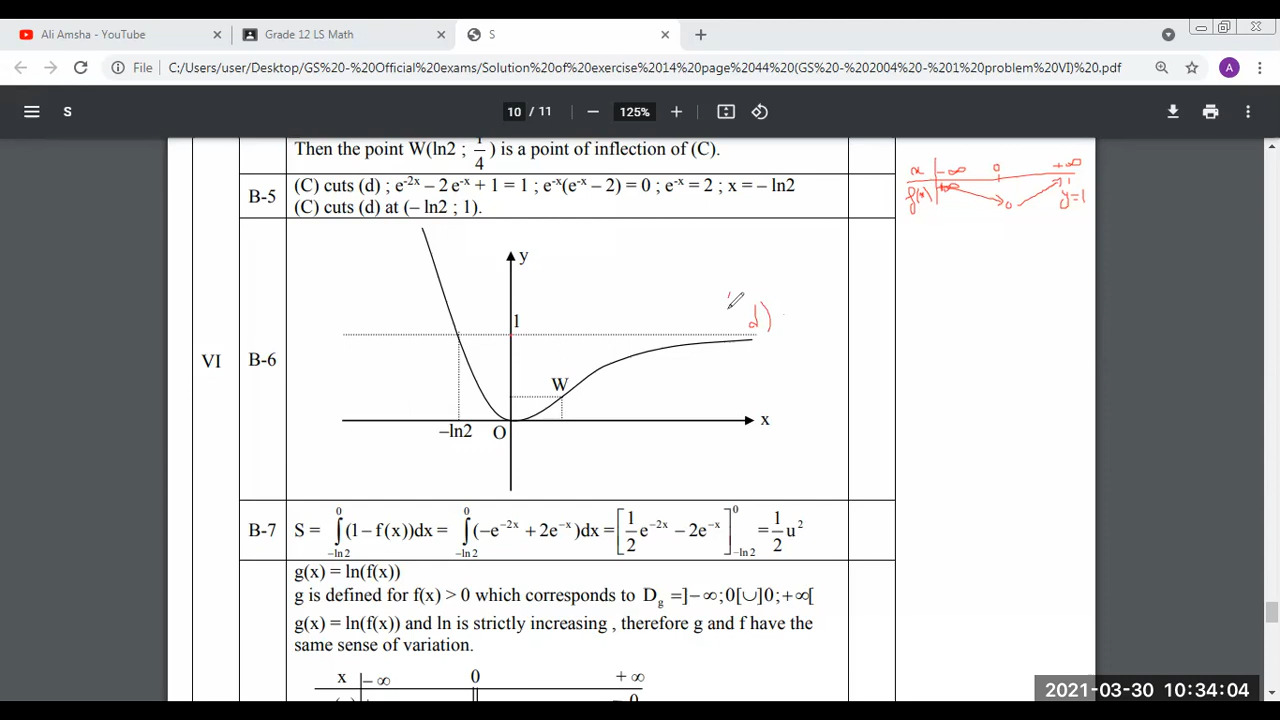 Ali Amsha - YouTube
Grade 12 LS Math
S
File
C:/Users/user/Desktop/GS%20-%20Official%20exams/Solution%20of%20exercise%2014%20page%2044%20(GS%20-%202004%20-%201%20problem%20VI)%20.pdf
A
S
10 / 11
125%
Then the point W(ln2 ; 1/4) is a point of inflection of (C).
x −∞ 0 +∞
f(x) +∞ 0 1
y=1
B-5
(C) cuts (d) ; e^{-2x} – 2 e^{-x} + 1 = 1 ; e^{-x}(e^{-x} – 2) = 0 ; e^{-x} = 2 ; x = – ln2
(C) cuts (d) at (– ln2 ; 1).
y
1
d)
VI
B-6
W
x
–ln2
O
B-7
S = ∫_{–ln2}^{0} (1 – f(x))dx = ∫_{–ln2}^{0} (–e^{–2x} + 2e^{–x})dx = [1/2 e^{–2x} – 2e^{–x}]_{–ln2}^{0} = 1/2 u²
g(x) = ln(f(x))
g is defined for f(x) > 0 which corresponds to D_g = ]–∞;0[∪]0;+∞[
g(x) = ln(f(x)) and ln is strictly increasing , therefore g and f have the
same sense of variation.
x –∞ 0 +∞
0
2021-03-30 10:34:04